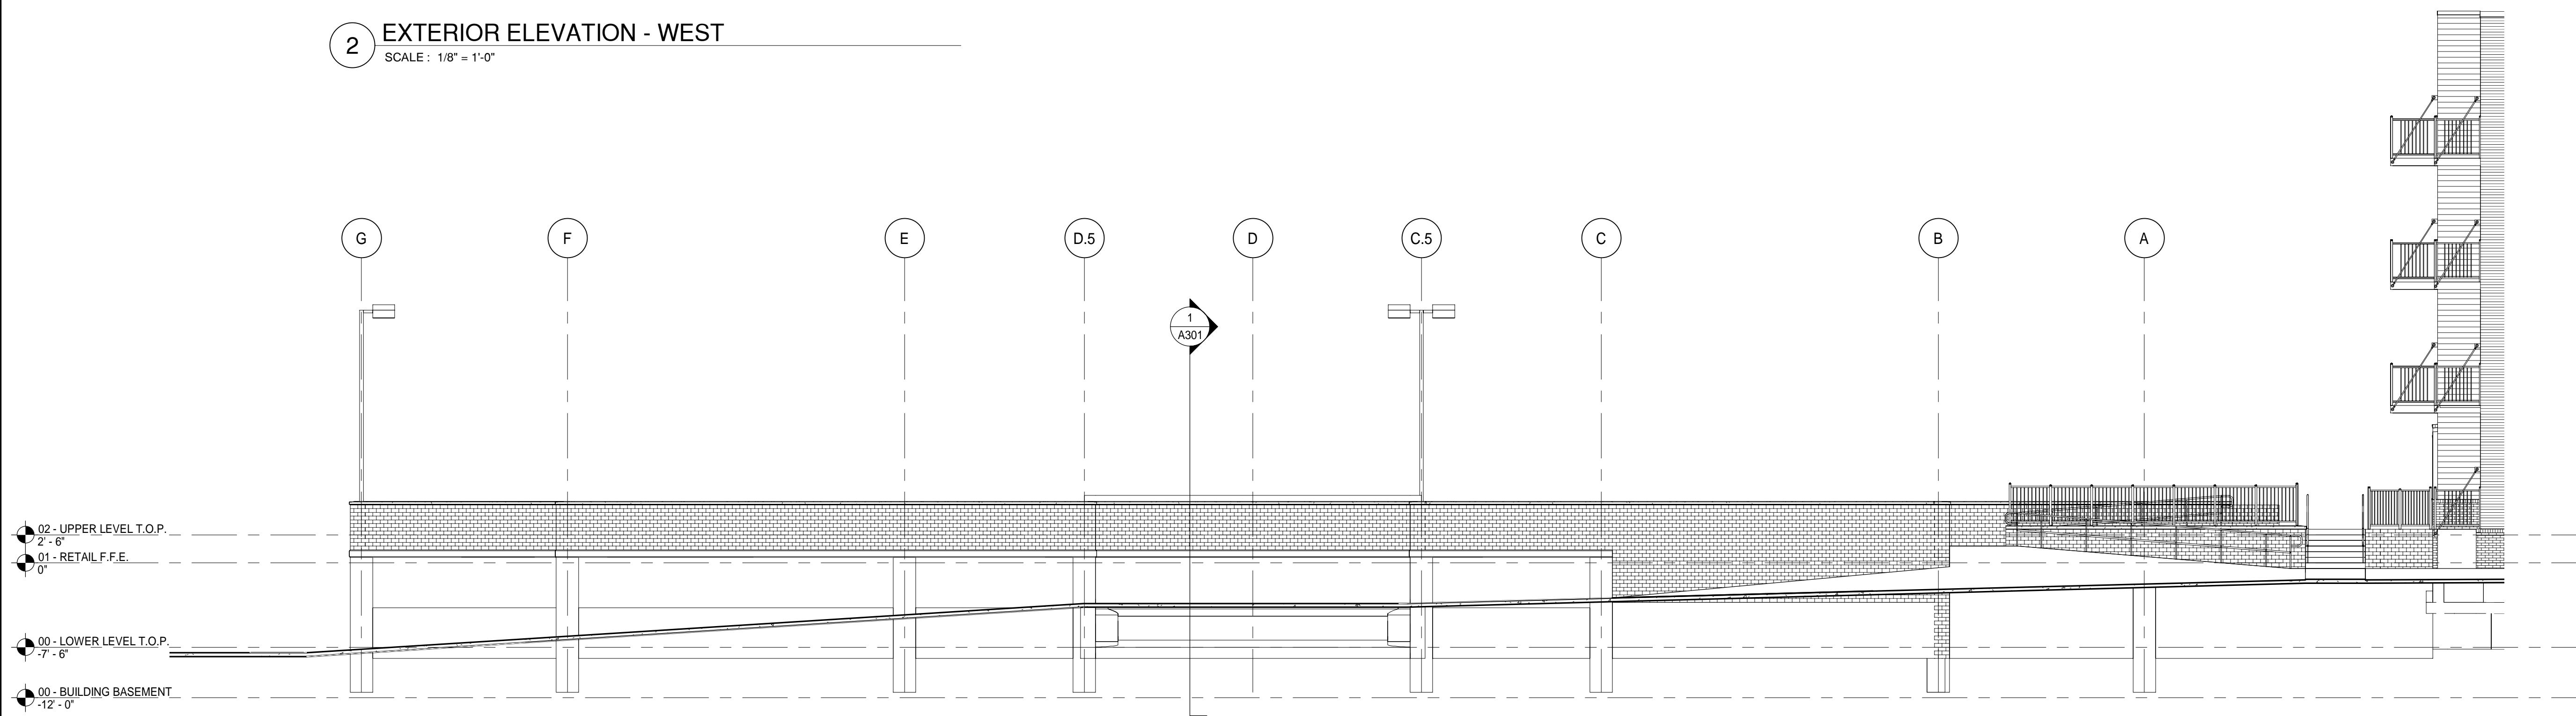 2
EXTERIOR ELEVATION - WEST
SCALE : 1/8" = 1'-0"
G F E D.5 D C.5 C B A
1
A301
02 - UPPER LEVEL T.O.P.
2' - 6"
01 - RETAIL F.F.E.
0"
00 - LOWER LEVEL T.O.P.
-7' - 6"
00 - BUILDING BASEMENT
-12' - 0"